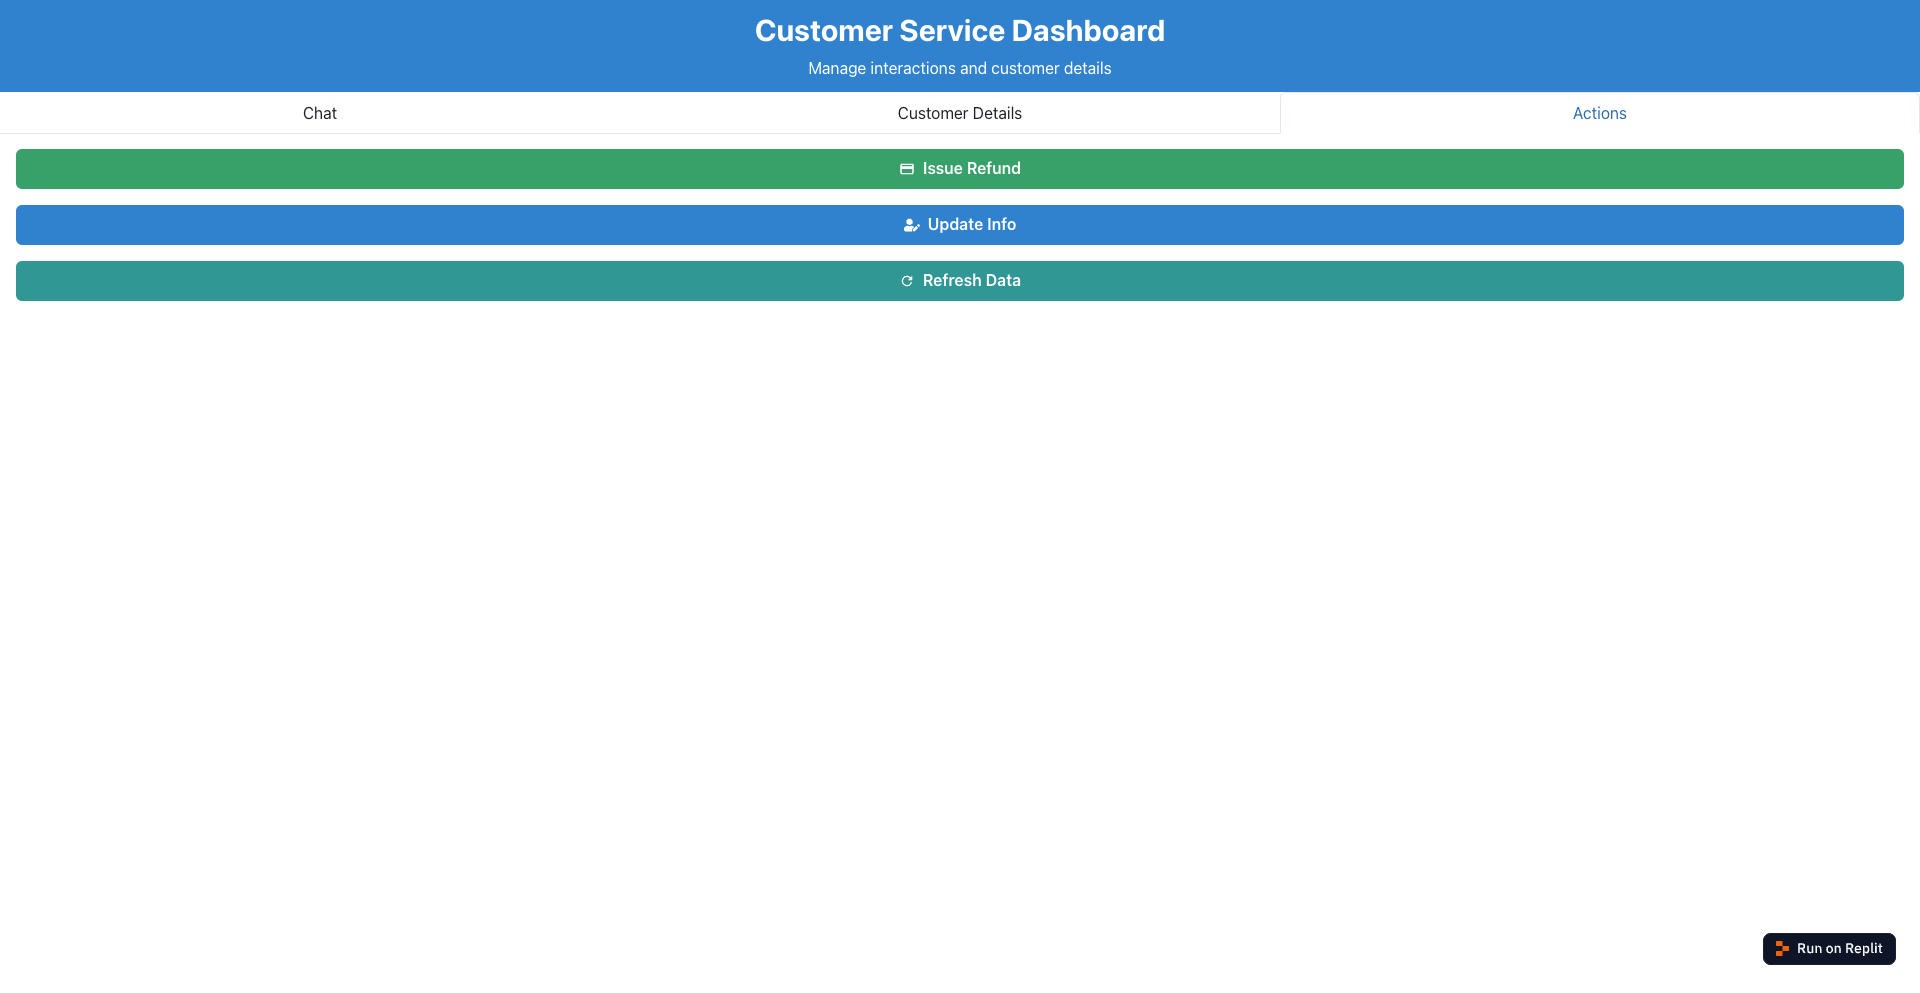 Customer Service Dashboard
Manage interactions and customer details
Chat
Customer Details
Actions
Issue Refund
Update Info
Refresh Data
Run on Replit